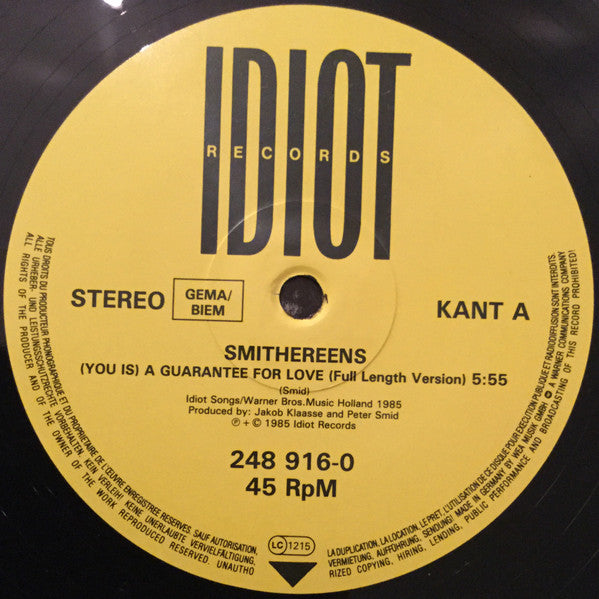 IDIOT
RECORDS
STEREO
GEMA/
BIEM
KANT A
SMITHEREENS
(YOU IS) A GUARANTEE FOR LOVE (Full Length Version) 5:55
(Smid)
Idiot Songs/Warner Bros.Music Holland 1985
Produced by: Jakob Klaasse and Peter Smid
℗ + © 1985 Idiot Records
248 916-0
45 RpM
LC 1215
TOUS DROITS DU PRODUCTEUR PHONOGRAPHIQUE ET DU PROPRIETAIRE DE L'ŒUVRE ENREGISTREE RESERVES. SAUF AUTORISATION, LA DUPLICATION, LA LOCATION, LE PRET, L'UTILISATION DE CE DISQUE POUR EXECUTION PUBLIQUE ET RADIODIFFUSION SONT INTERDITS.
ALLE URHEBER- UND LEISTUNGSSCHUTZRECHTE VORBEHALTEN. KEIN VERLEIH! KEINE UNERLAUBTE VERVIELFÄLTIGUNG, VERMIETUNG, AUFFÜHRUNG, SENDUNG! MADE IN GERMANY BY WEA MUSIK GMBH A WARNER COMMUNICATIONS COMPANY
ALL RIGHTS OF THE PRODUCER AND OF THE OWNER OF THE WORK REPRODUCED RESERVED. UNAUTHORIZED COPYING, HIRING, LENDING, PUBLIC PERFORMANCE AND BROADCASTING OF THIS RECORD PROHIBITED!